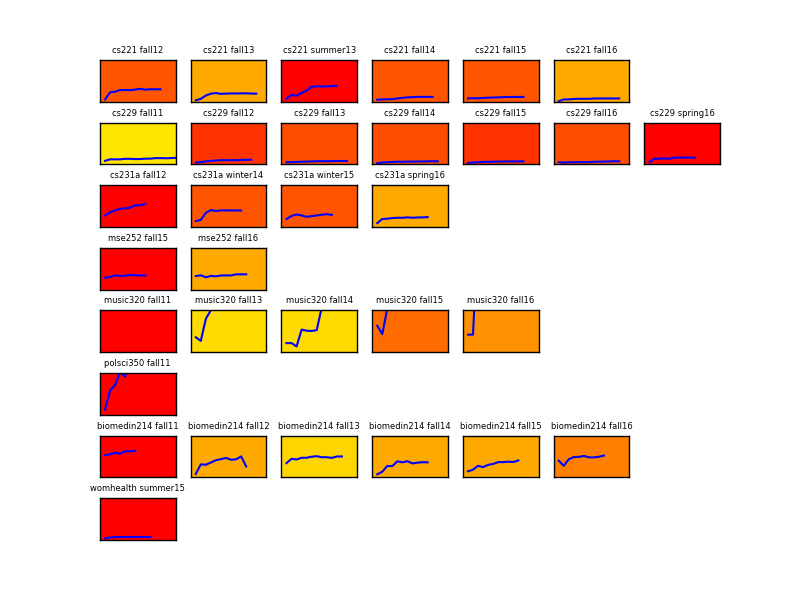 cs221 fall12 cs221 fall13 cs221 summer13 cs221 fall14 cs221 fall15 cs221 fall16
cs229 fall11 cs229 fall12 cs229 fall13 cs229 fall14 cs229 fall15 cs229 fall16 cs229 spring16
cs231a fall12 cs231a winter14 cs231a winter15 cs231a spring16
mse252 fall15 mse252 fall16
music320 fall11 music320 fall13 music320 fall14 music320 fall15 music320 fall16
polsci350 fall11
biomedin214 fall11 biomedin214 fall12 biomedin214 fall13 biomedin214 fall14 biomedin214 fall15 biomedin214 fall16
womhealth summer15